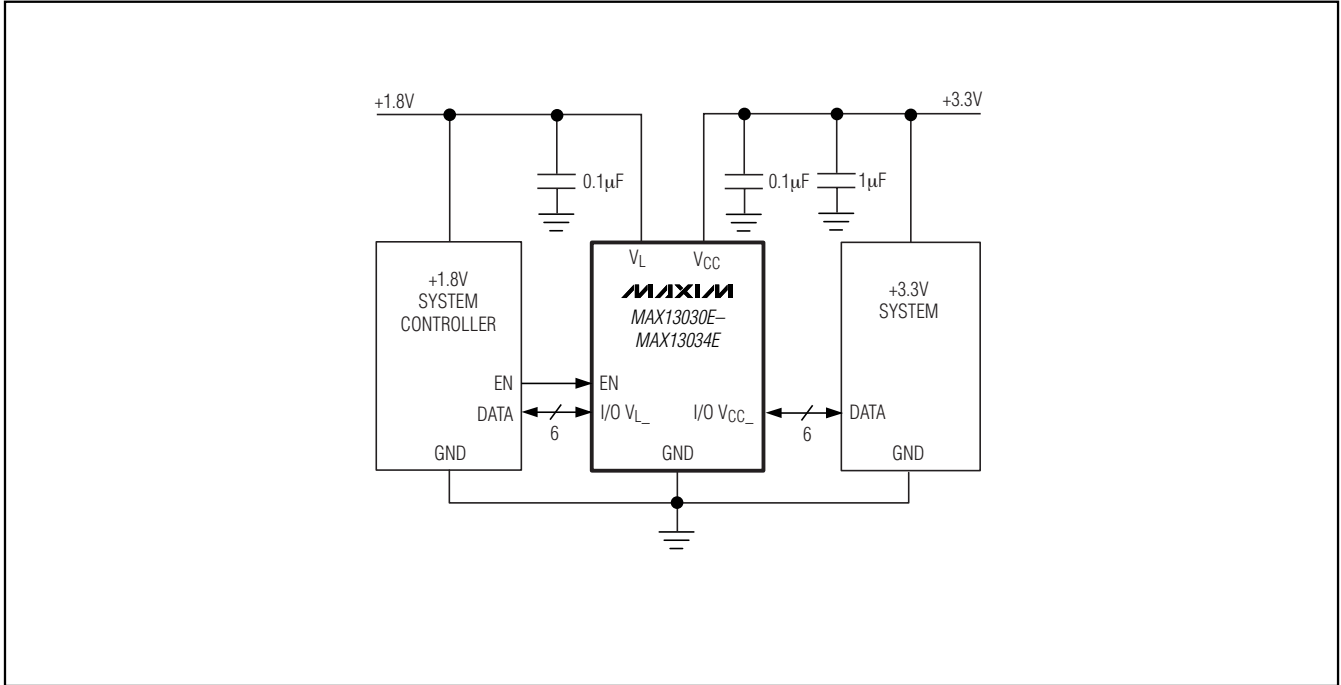 +1.8V
+3.3V
0.1μF
0.1μF
1μF
+1.8V
SYSTEM
CONTROLLER
EN
DATA
GND
6
VL
VCC
MAXIM
MAX13030E–
MAX13034E
EN
I/O VL_
I/O VCC_
GND
6
+3.3V
SYSTEM
DATA
GND